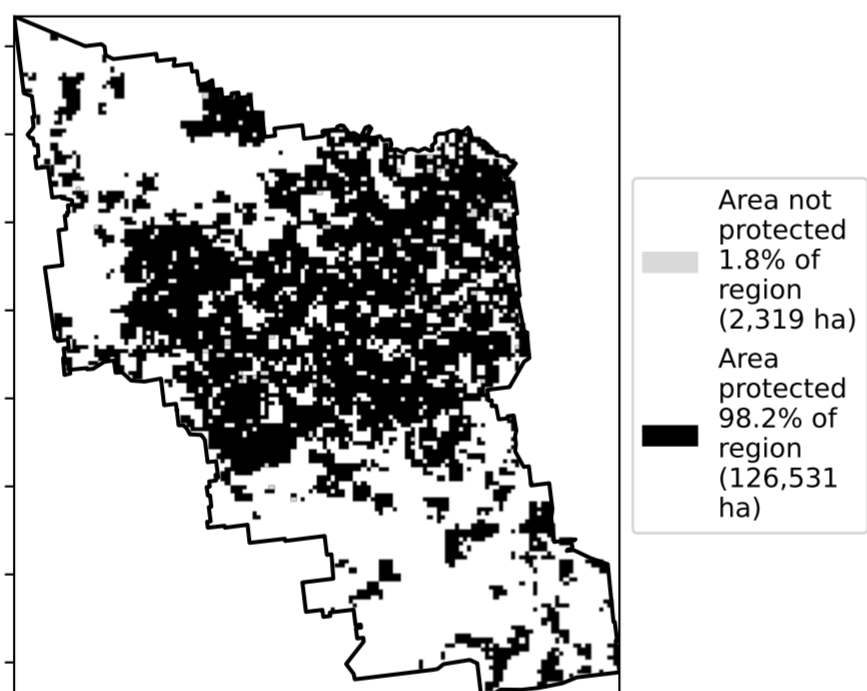 Area not
protected
1.8% of
region
(2,319 ha)
Area
protected
98.2% of
region
(126,531
ha)